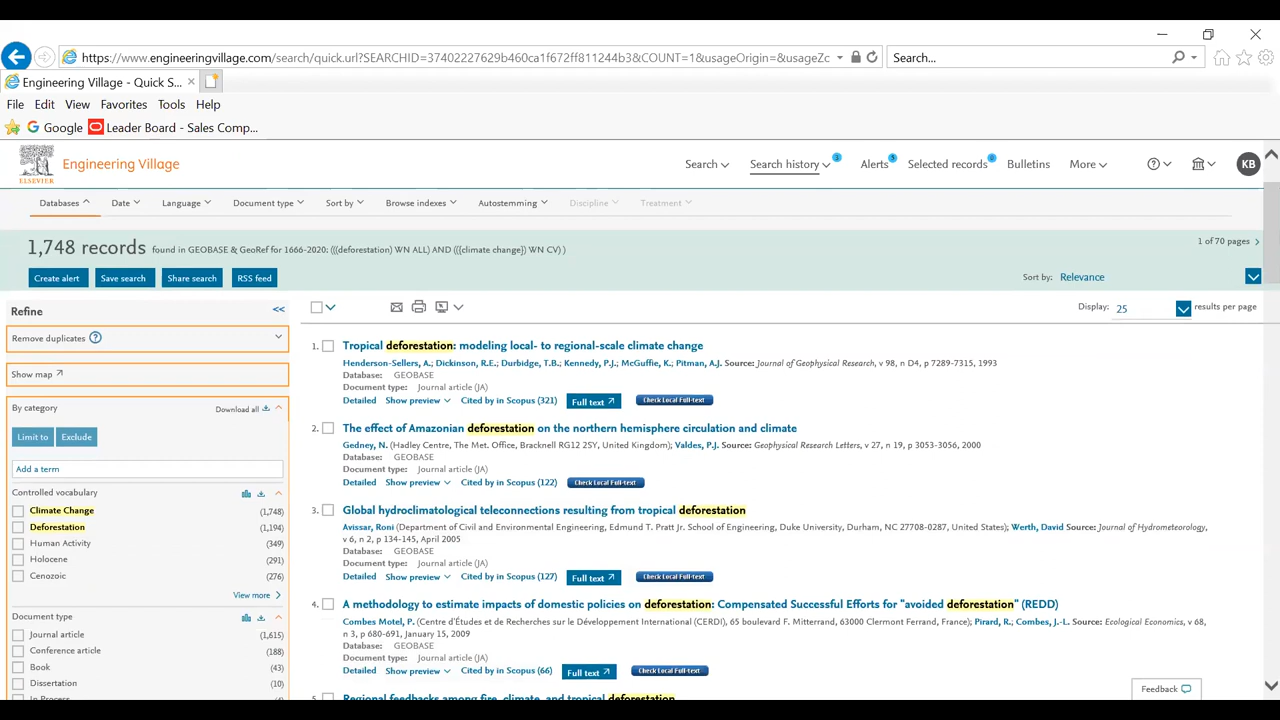 https://www.engineeringvillage.com/search/quick.url?SEARCHID=37402227629b460ca1f672ff811244b3&COUNT=1&usageOrigin=&usageZc
Search...
Engineering Village - Quick S...
File Edit View Favorites Tools Help
Google Leader Board - Sales Comp...
ELSEVIER
Engineering Village
Search Search history 3 Alerts 5 Selected records 0 Bulletins More ? KB
Databases Date Language Document type Sort by Browse indexes Autostemming Discipline Treatment
1,748 records found in GEOBASE & GeoRef for 1666-2020: (((deforestation) WN ALL) AND ({climate change}) WN CV) )
1 of 70 pages >
Create alert Save search Share search RSS feed
Sort by: Relevance
Refine <<
Remove duplicates ?
Show map
By category Download all
Limit to Exclude
Add a term
Controlled vocabulary
Climate Change (1,748)
Deforestation (1,194)
Human Activity (349)
Holocene (291)
Cenozoic (276)
View more >
Document type
Journal article (1,615)
Conference article (188)
Book (43)
Dissertation (10)
In Process
Display: 25 results per page
1. Tropical deforestation: modeling local- to regional-scale climate change
Henderson-Sellers, A.; Dickinson, R.E.; Durbidge, T.B.; Kennedy, P.J.; McGuffie, K.; Pitman, A.J. Source: Journal of Geophysical Research, v 98, n D4, p 7289-7315, 1993
Database: GEOBASE
Document type: Journal article (JA)
Detailed Show preview Cited by in Scopus (321) Full text Check Local Full-text
2. The effect of Amazonian deforestation on the northern hemisphere circulation and climate
Gedney, N. (Hadley Centre, The Met. Office, Bracknell RG12 2SY, United Kingdom); Valdes, P.J. Source: Geophysical Research Letters, v 27, n 19, p 3053-3056, 2000
Database: GEOBASE
Document type: Journal article (JA)
Detailed Show preview Cited by in Scopus (122) Check Local Full-text
3. Global hydroclimatological teleconnections resulting from tropical deforestation
Avissar, Roni (Department of Civil and Environmental Engineering, Edmund T. Pratt Jr. School of Engineering, Duke University, Durham, NC 27708-0287, United States); Werth, David Source: Journal of Hydrometeorology,
v 6, n 2, p 134-145, April 2005
Database: GEOBASE
Document type: Journal article (JA)
Detailed Show preview Cited by in Scopus (127) Full text Check Local Full-text
4. A methodology to estimate impacts of domestic policies on deforestation: Compensated Successful Efforts for "avoided deforestation" (REDD)
Combes Motel, P. (Centre d'Études et de Recherches sur le Développement International (CERDI), 65 boulevard F. Mitterrand, 63000 Clermont Ferrand, France); Pirard, R.; Combes, J.-L. Source: Ecological Economics, v 68,
n 3, p 680-691, January 15, 2009
Database: GEOBASE
Document type: Journal article (JA)
Detailed Show preview Cited by in Scopus (66) Full text Check Local Full-text
5. Regional feedbacks among fire, climate, and tropical deforestation
Feedback